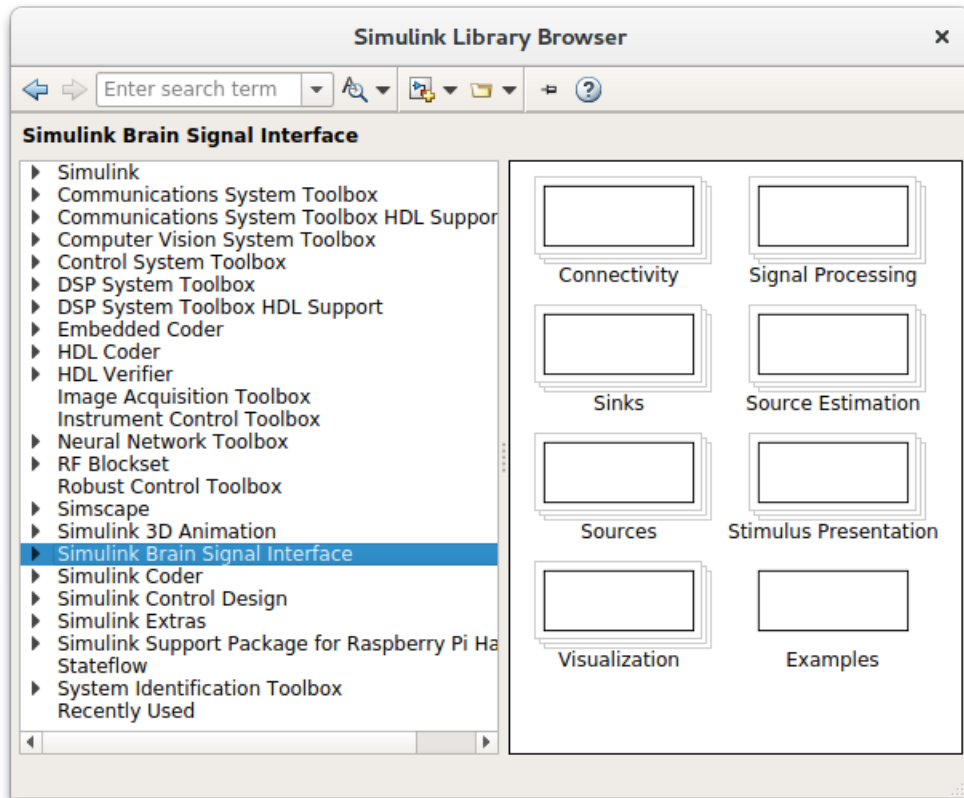 Simulink Library Browser
Enter search term
Simulink Brain Signal Interface
Simulink
Communications System Toolbox
Communications System Toolbox HDL Suppor
Computer Vision System Toolbox
Control System Toolbox
DSP System Toolbox
DSP System Toolbox HDL Support
Embedded Coder
HDL Coder
HDL Verifier
Image Acquisition Toolbox
Instrument Control Toolbox
Neural Network Toolbox
RF Blockset
Robust Control Toolbox
Simscape
Simulink 3D Animation
Simulink Brain Signal Interface
Simulink Coder
Simulink Control Design
Simulink Extras
Simulink Support Package for Raspberry Pi Ha
Stateflow
System Identification Toolbox
Recently Used
Connectivity
Signal Processing
Sinks
Source Estimation
Sources
Stimulus Presentation
Visualization
Examples